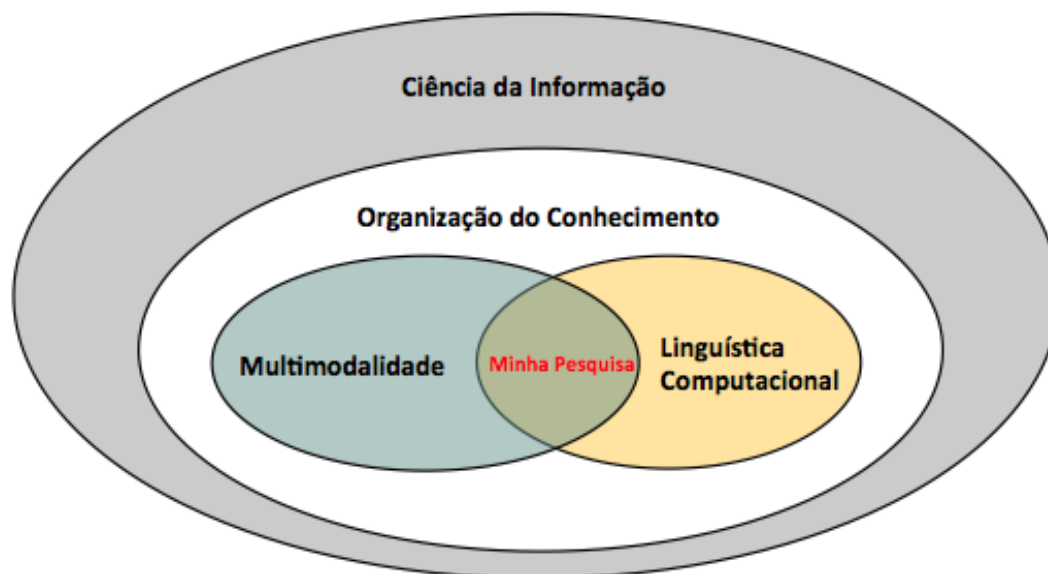 Ciência da Informação
Organização do Conhecimento
Multimodalidade
Minha Pesquisa
Linguística
Computacional